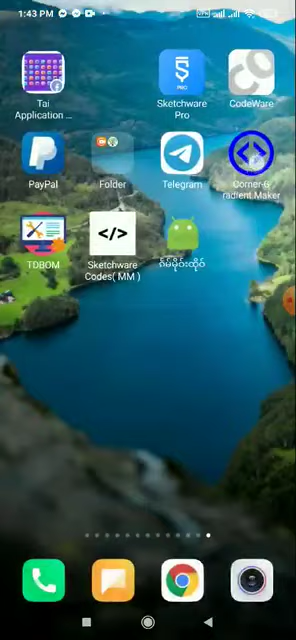 1:43 PM
Tai
Application ...
Sketchware
Pro
CodeWare
PayPal
Folder
Telegram
Corner-G
radient Maker
TDBOM
Sketchware
Codes( MM )